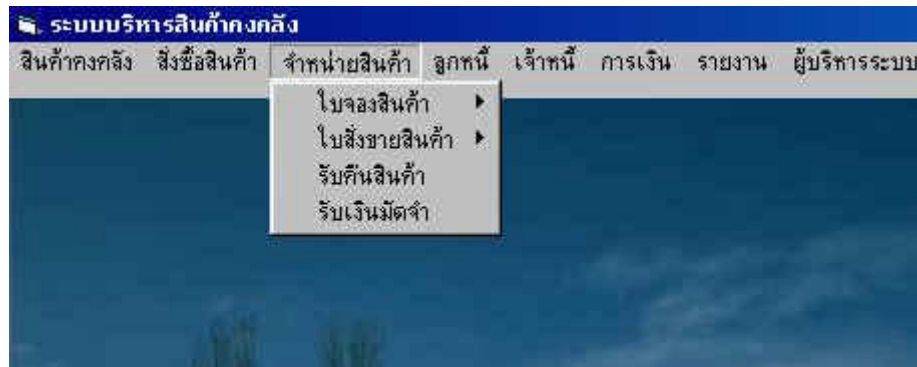 ระบบบริหารสินค้าคงคลัง
สินค้าคงคลัง สั่งซื้อสินค้า จำหน่ายสินค้า ลูกหนี้ เจ้าหนี้ การเงิน รายงาน ผู้บริหารระบบ
ใบจองสินค้า
ใบสั่งขายสินค้า
รับคืนสินค้า
รับเงินมัดจำ